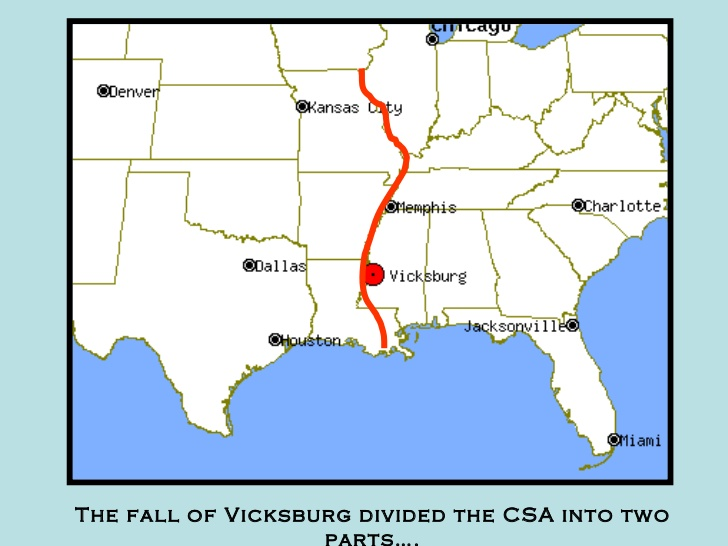 Chicago
Denver
Kansas City
Memphis
Charlotte
Dallas
Vicksburg
Jacksonville
Houston
Miami
The fall of Vicksburg divided the CSA into two
parts….